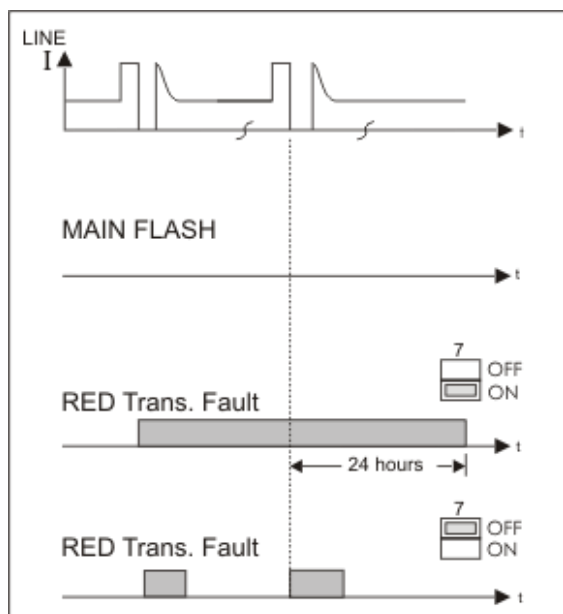 LINE
I
t
MAIN FLASH
t
7
OFF
ON
RED Trans. Fault
24 hours
t
7
OFF
ON
RED Trans. Fault
t